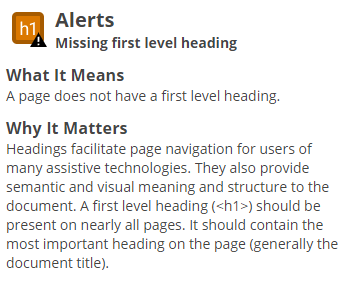 h1
Alerts
Missing first level heading
What It Means
A page does not have a first level heading.
Why It Matters
Headings facilitate page navigation for users of
many assistive technologies. They also provide
semantic and visual meaning and structure to the
document. A first level heading (<h1>) should be
present on nearly all pages. It should contain the
most important heading on the page (generally the
document title).